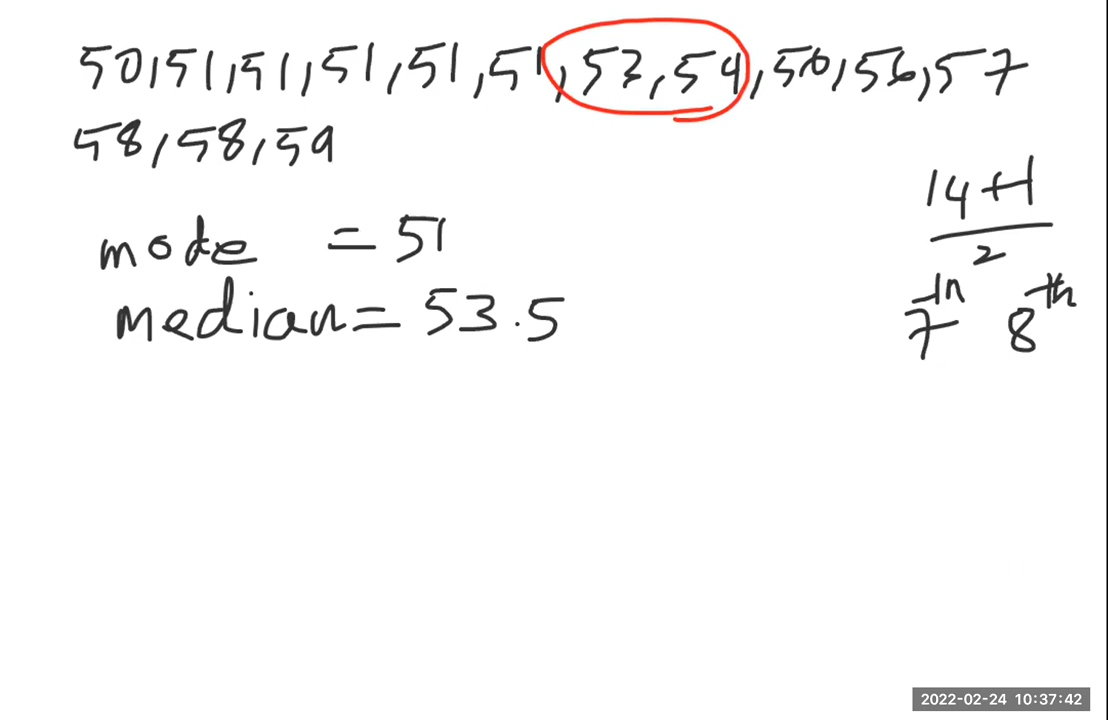 50,51,51,51,51,51,53,54,56,56,57
58,58,59
14+1
2
mode = 51
median = 53.5
7th 8th
2022-02-24 10:37:42